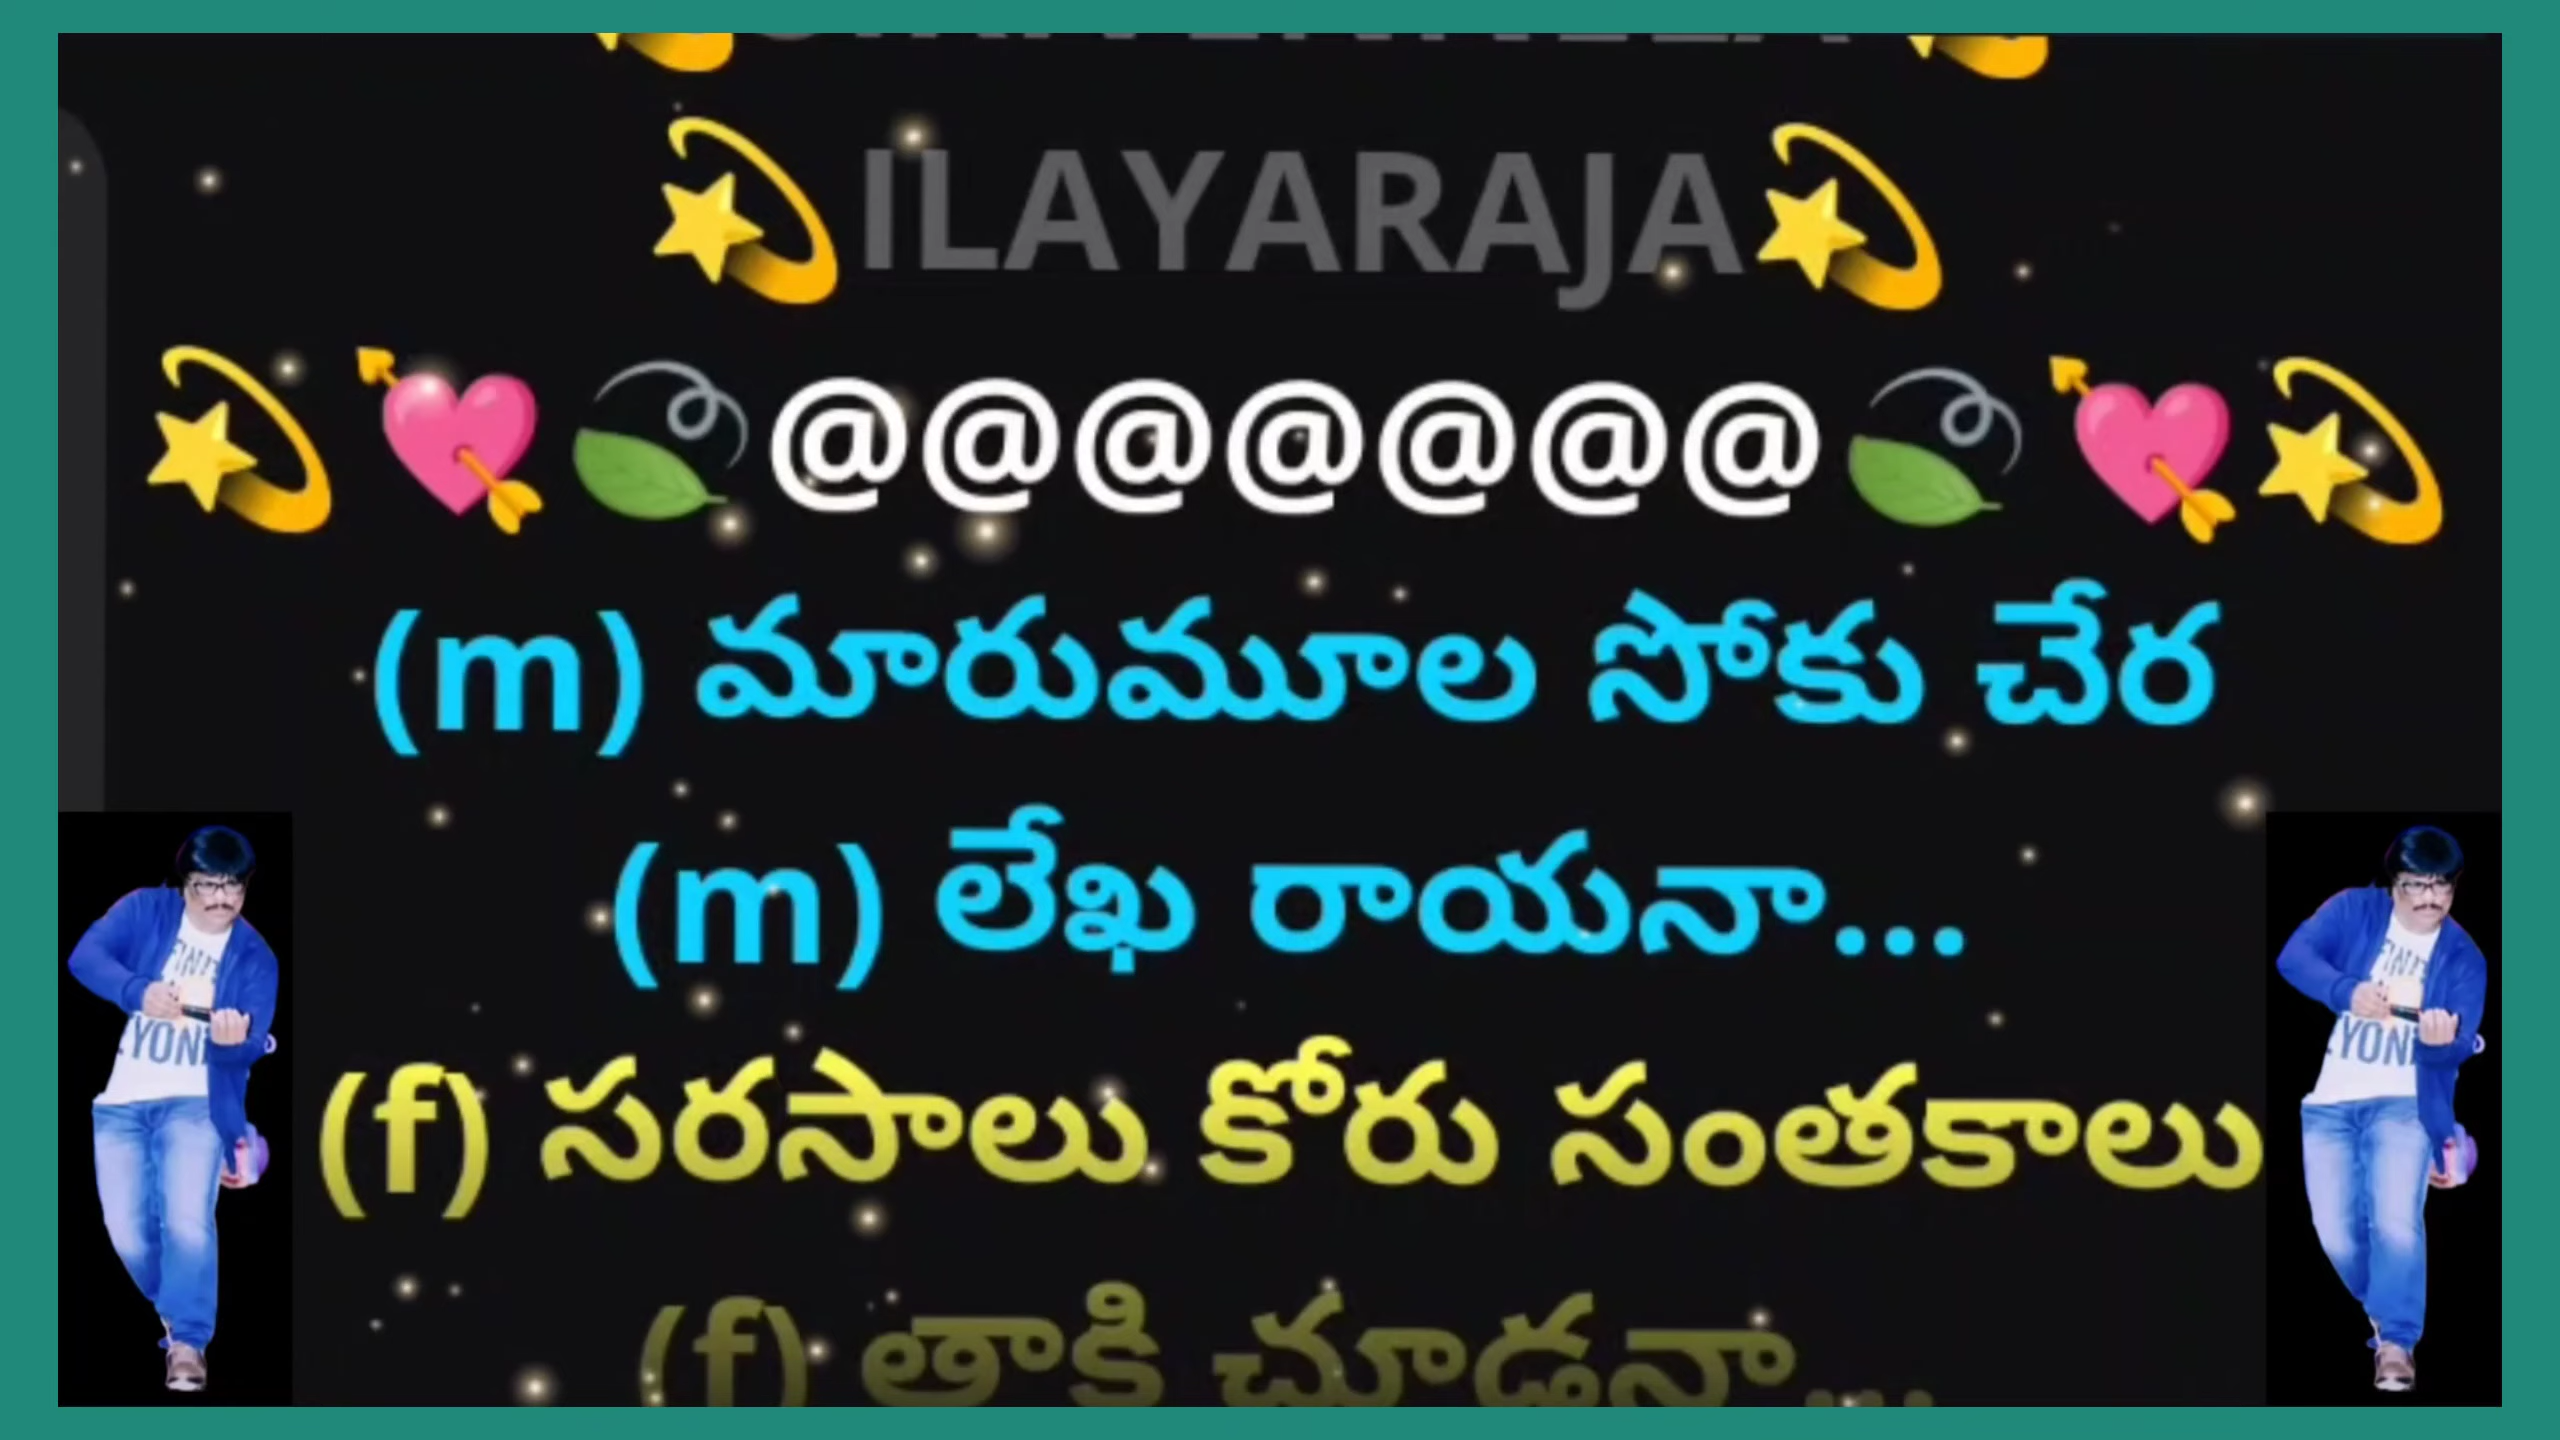 ILAYARAJA
@@@@@@@
(m) మారుమూల సోకు చేర
(m) లేఖ రాయనా...
(f) సరసాలు కోరు సంతకాలు
(f) తాకి చూడనా...